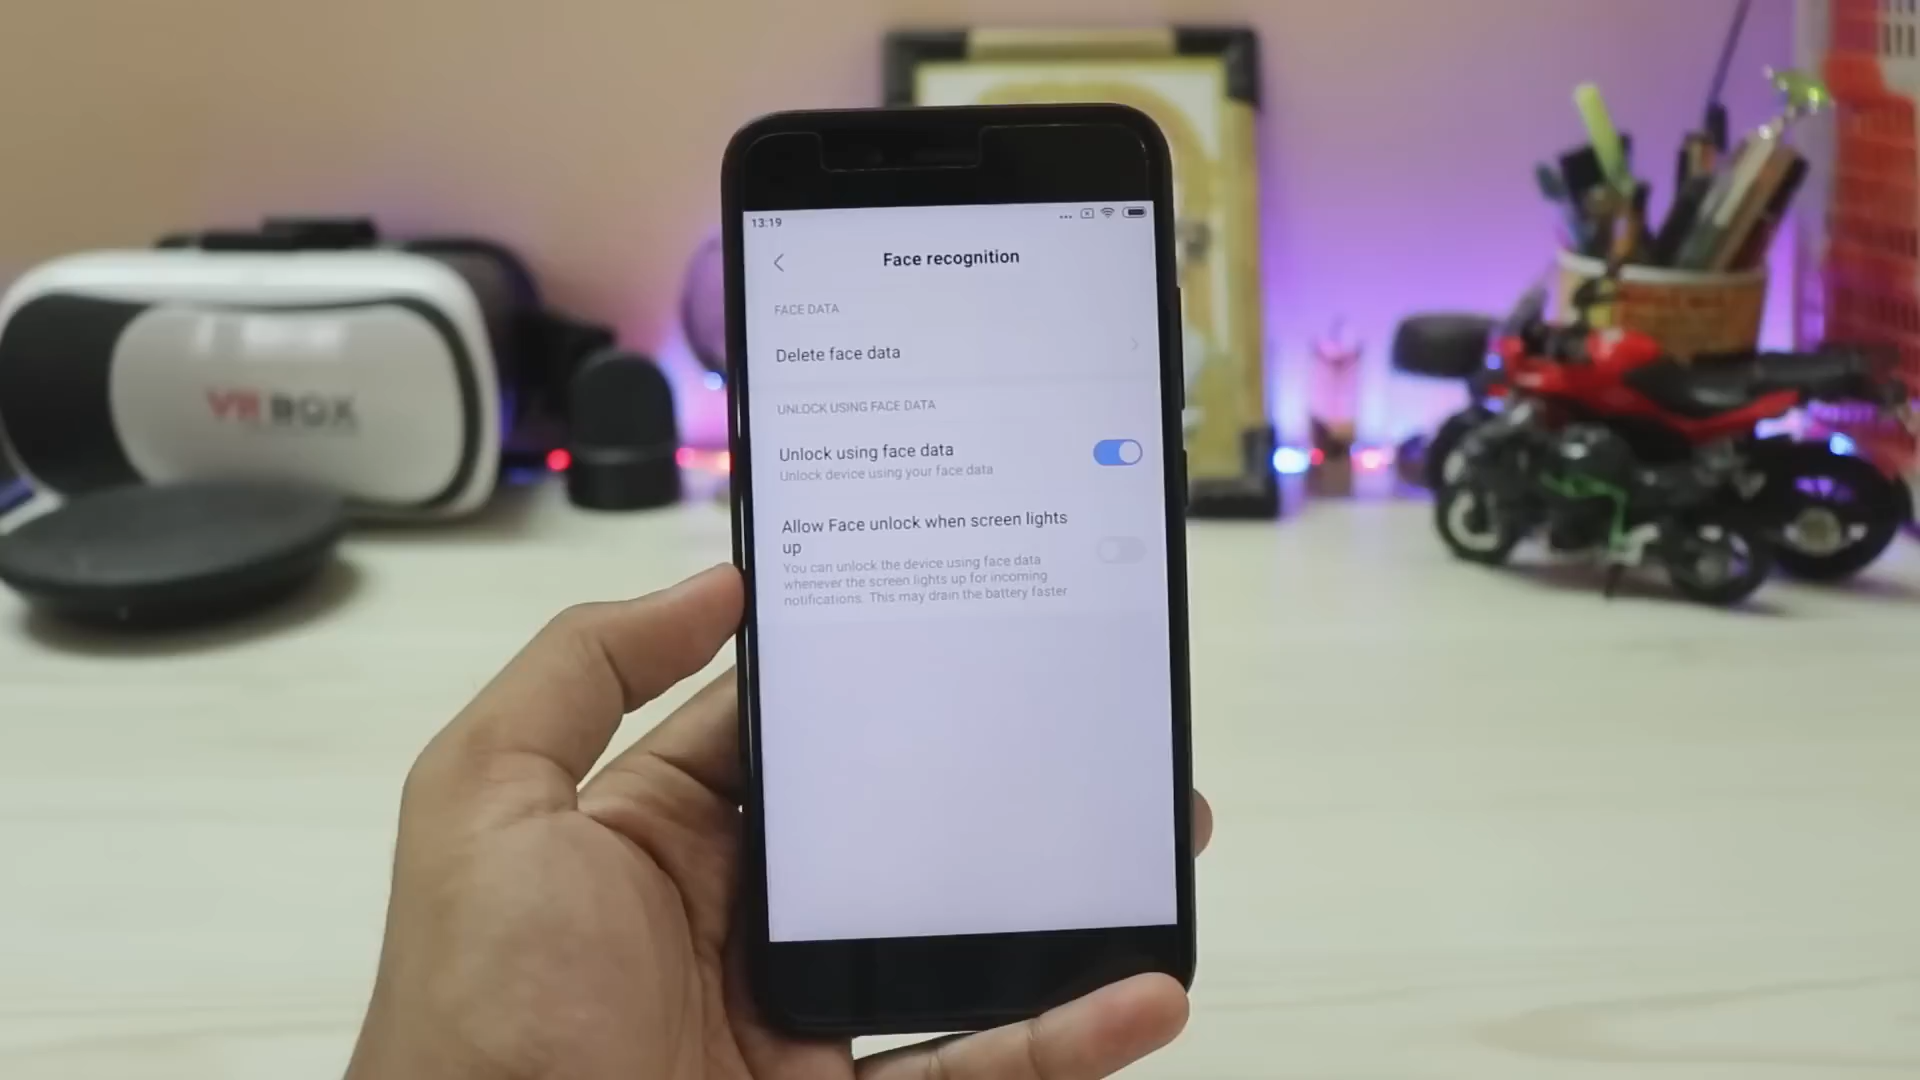 13:19
Face recognition
FACE DATA
Delete face data
UNLOCK USING FACE DATA
Unlock using face data
Unlock device using your face data
Allow Face unlock when screen lights
up
You can unlock the device using face data
whenever the screen lights up for incoming
notifications. This may drain the battery faster
VR BOX